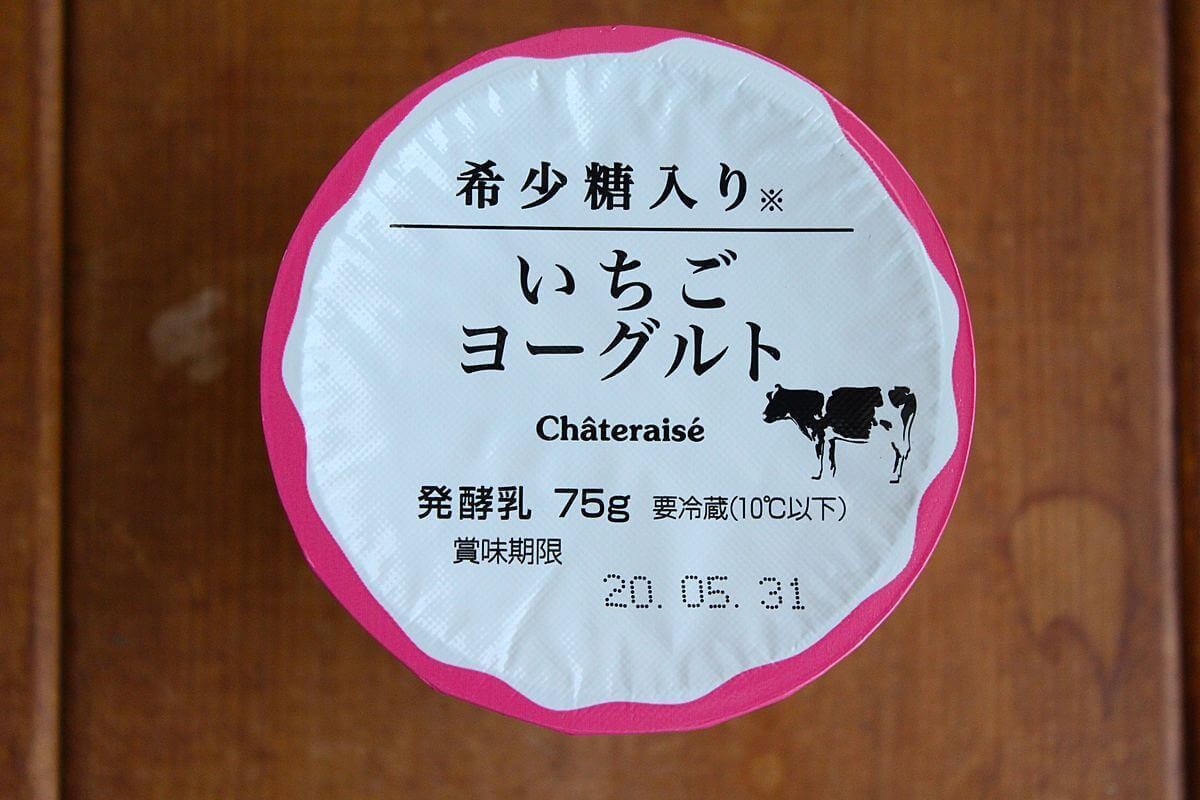 希少糖入り※
いちご
ヨーグルト
Châteraisé
発酵乳 75g 要冷蔵(10℃以下)
賞味期限
20. 05. 31